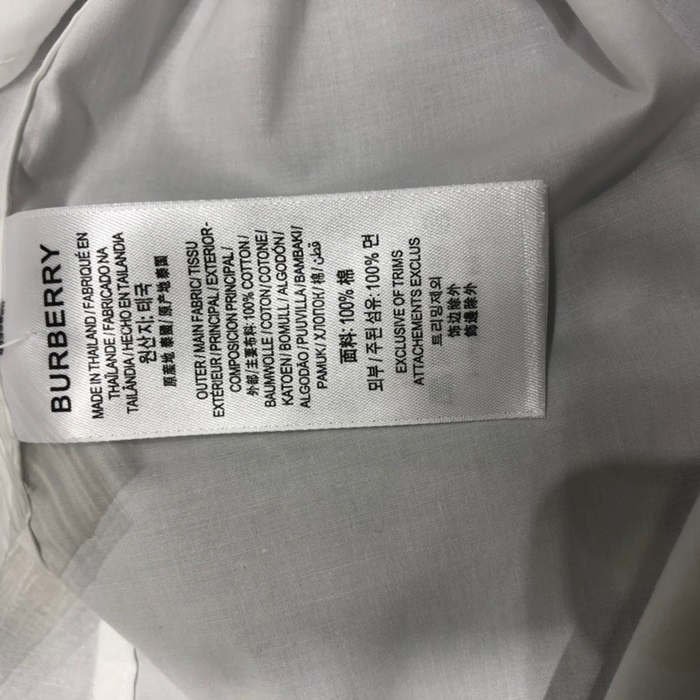 BURBERRY
MADE IN THAILAND / FABRIQUÉ EN
THAÏLANDE / FABRICADO NA
TAILÂNDIA / HECHO EN TAILANDIA
원산지: 태국
原産地 泰國 / 原产地 泰国
OUTER / MAIN FABRIC / TISSU
EXTÉRIEUR / PRINCIPAL / EXTERIOR-
COMPOSICION PRINCIPAL /
外部 / 主要布料: 100% COTTON /
BAUMWOLLE / COTON / COTONE /
KATOEN / BOMULL / ALGODÓN /
ALGODÃO / PUUVILLA / BAMBAKI /
PAMUK / ХЛОПОК / 棉 / قطن
面料: 100% 棉
외부 / 주된 섬유: 100% 면
EXCLUSIVE OF TRIMS
ATTACHEMENTS EXCLUS
트리밍제외
饰边除外
飾邊除外